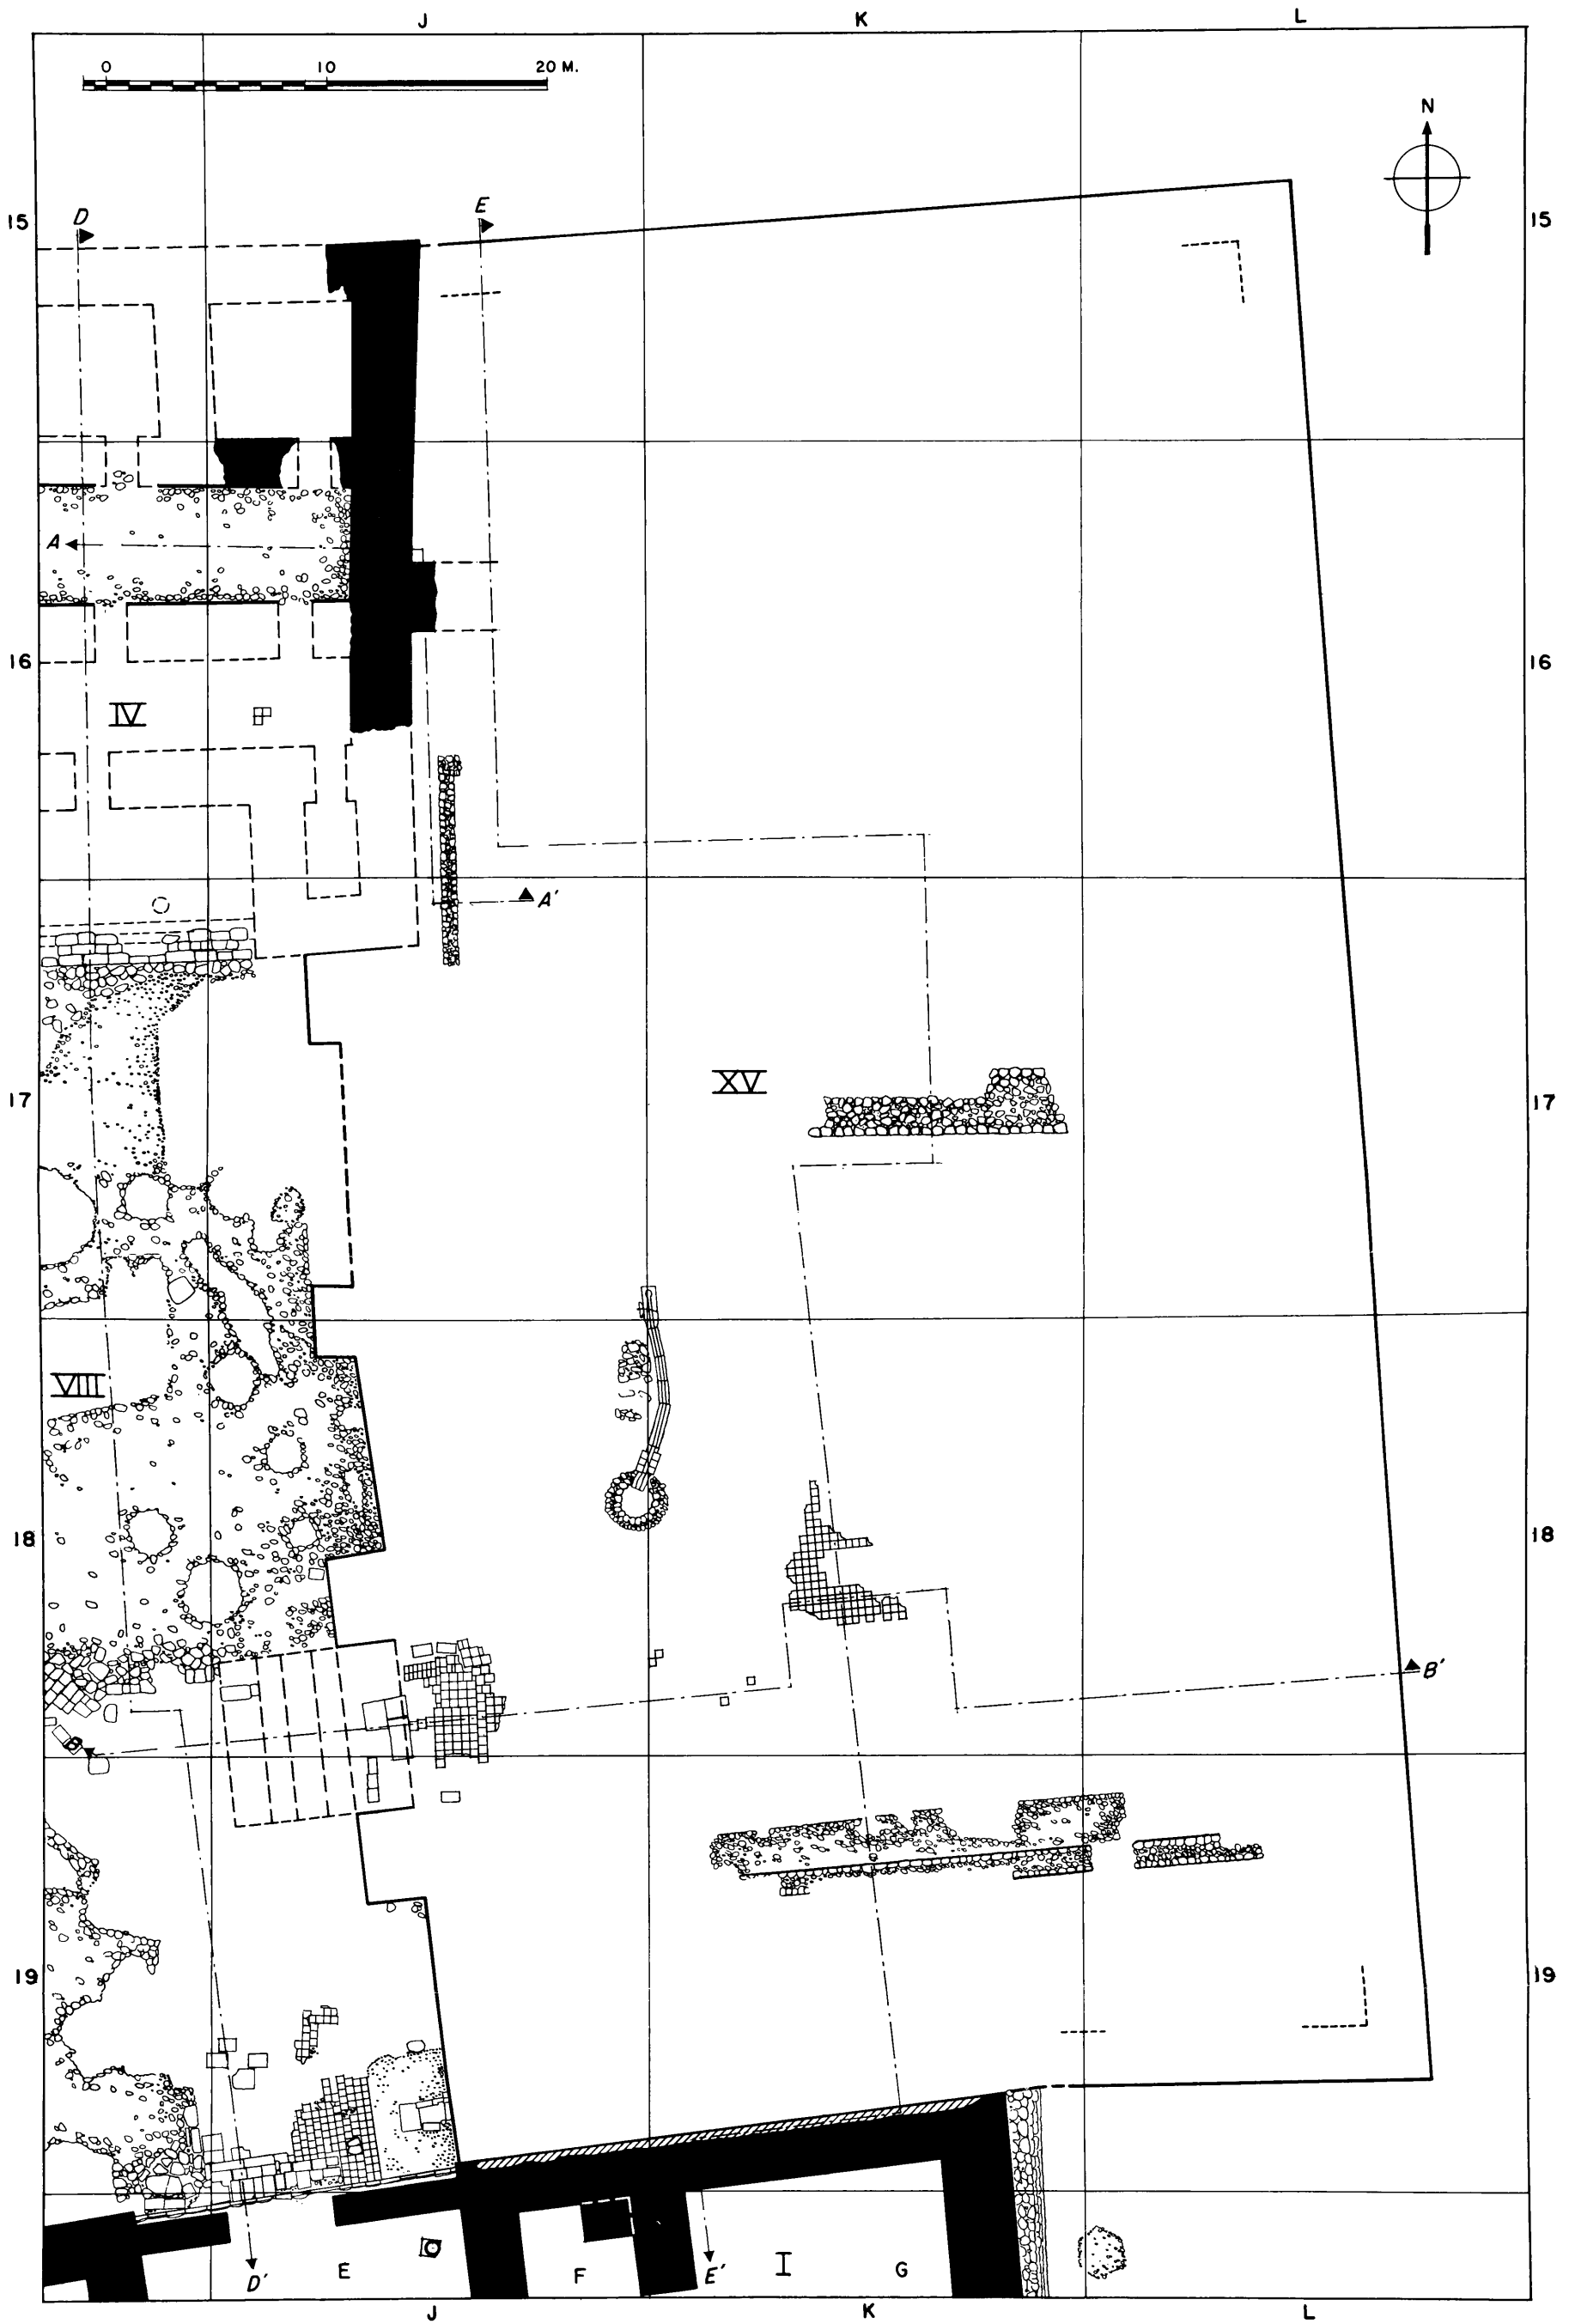 J K L
0 10 20 M.
N
15 D E 15
A
16 16
IV
A'
XV
17 17
VIII
18 18
B'
B
19 19
E F I G
D' E'
J K L